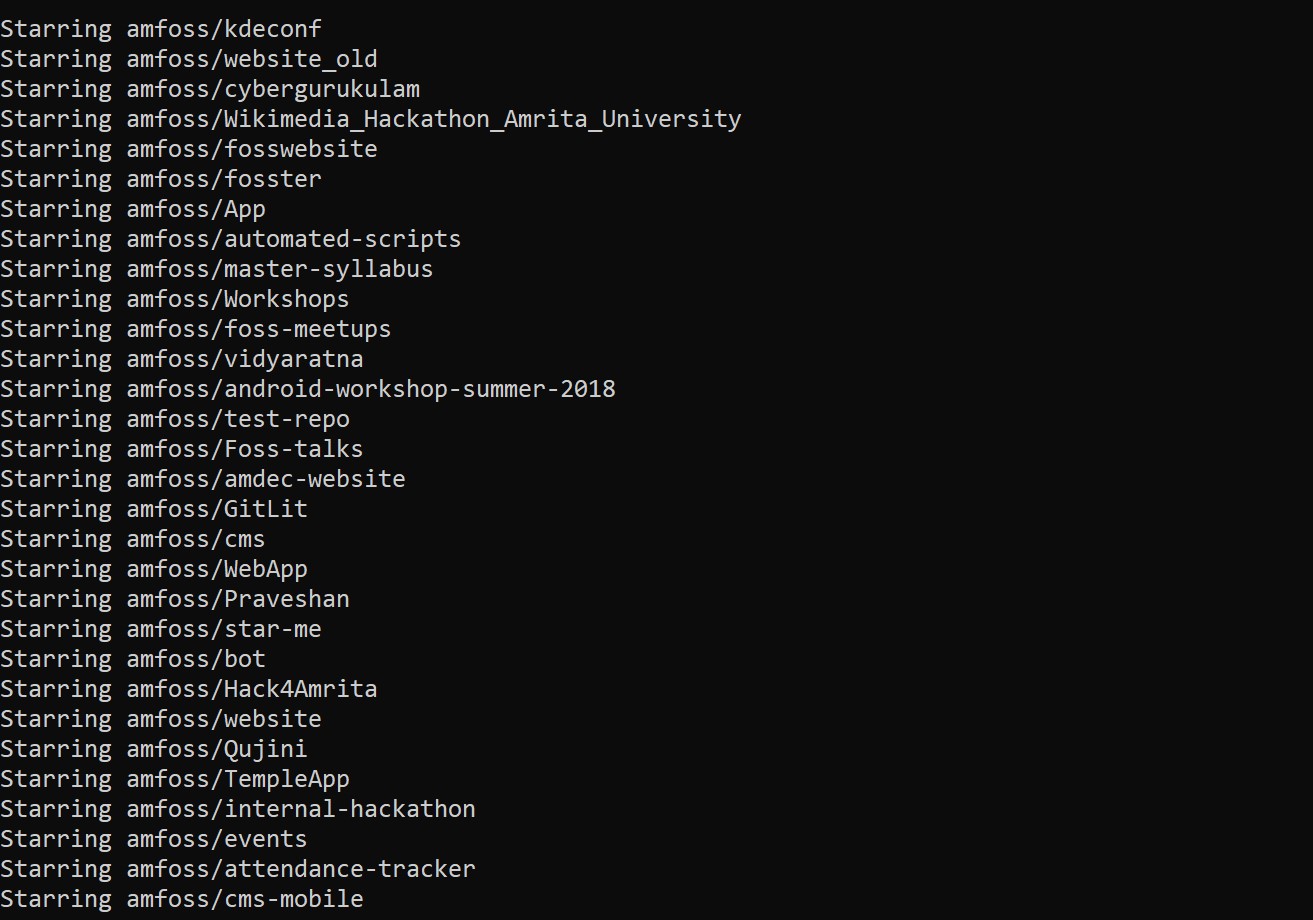 Starring amfoss/kdeconf
Starring amfoss/website_old
Starring amfoss/cybergurukulam
Starring amfoss/Wikimedia_Hackathon_Amrita_University
Starring amfoss/fosswebsite
Starring amfoss/fosster
Starring amfoss/App
Starring amfoss/automated-scripts
Starring amfoss/master-syllabus
Starring amfoss/Workshops
Starring amfoss/foss-meetups
Starring amfoss/vidyaratna
Starring amfoss/android-workshop-summer-2018
Starring amfoss/test-repo
Starring amfoss/Foss-talks
Starring amfoss/amdec-website
Starring amfoss/GitLit
Starring amfoss/cms
Starring amfoss/WebApp
Starring amfoss/Praveshan
Starring amfoss/star-me
Starring amfoss/bot
Starring amfoss/Hack4Amrita
Starring amfoss/website
Starring amfoss/Qujini
Starring amfoss/TempleApp
Starring amfoss/internal-hackathon
Starring amfoss/events
Starring amfoss/attendance-tracker
Starring amfoss/cms-mobile